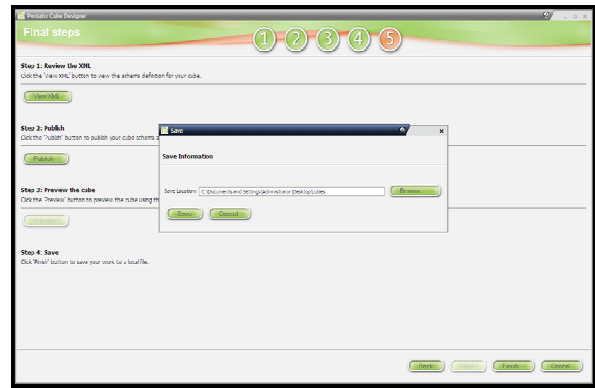 Pentaho Cube Designer
Final steps
1 2 3 4 5
Step 1: Review the XML
Click the 'View XML' button to view the schema definition for your cube.
View XML
Step 2: Publish
Click the 'Publish' button to publish your cube schema a
Publish
Step 3: Preview the cube
Click the 'Preview' button to preview the cube using th
Preview
Save
Save Information
Save Location: C:\Documents and Settings\Administrator\Desktop\cubes
Browse...
Save Cancel
Step 4: Save
Click 'Finish' button to save your work to a local file.
Back Next Finish Cancel